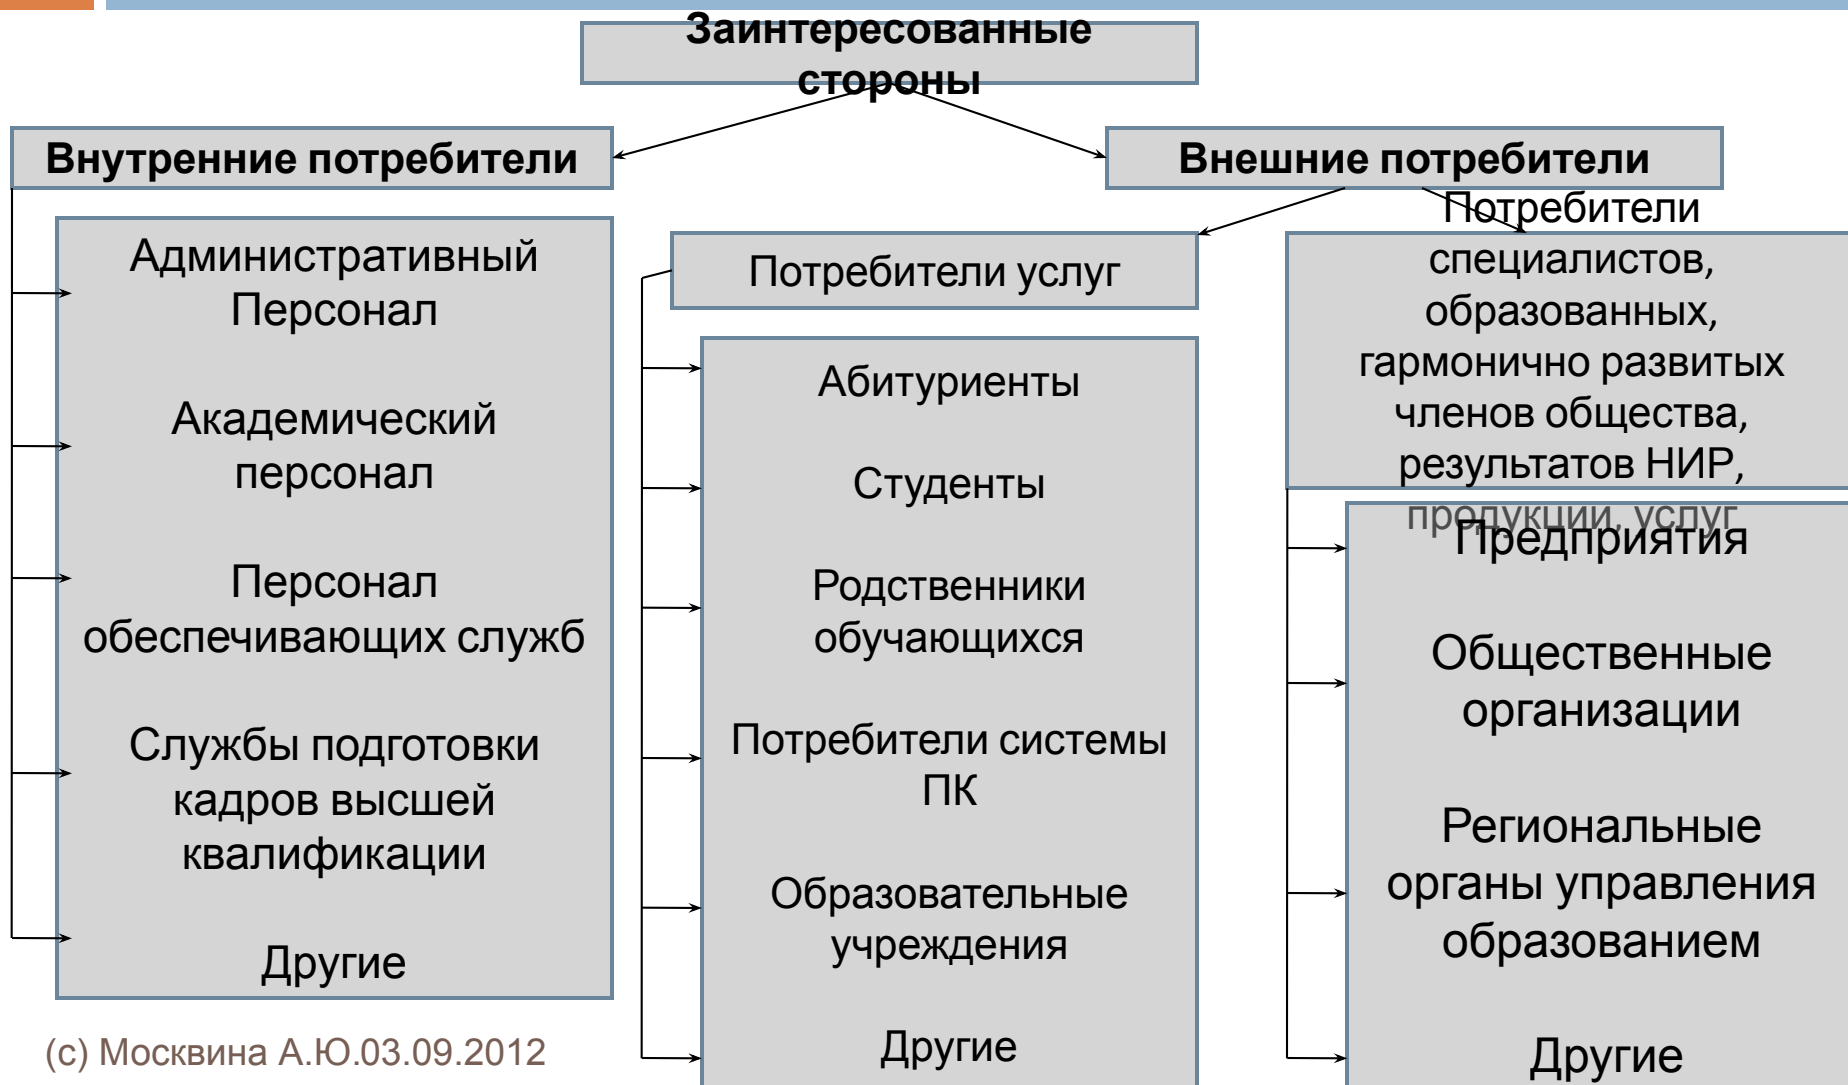 Заинтересованные
стороны
Внутренние потребители
Административный
Персонал
Академический
персонал
Персонал
обеспечивающих служб
Службы подготовки
кадров высшей
квалификации
Другие
Внешние потребители
Потребители услуг
Абитуриенты
Студенты
Родственники
обучающихся
Потребители системы
ПК
Образовательные
учреждения
Другие
Потребители
специалистов,
образованных,
гармонично развитых
членов общества,
результатов НИР,
продукции, услуг
Предприятия
Общественные
организации
Региональные
органы управления
образованием
Другие
(c) Москвина А.Ю.03.09.2012